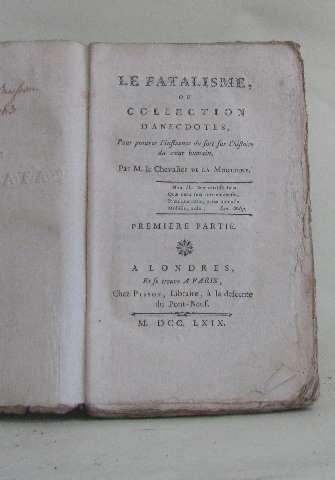 LE FATALISME,
OU
COLLECTION
D'ANECDOTES,
Pour prouver l'influence du sort sur l'histoire
du cœur humain.
Par M. le Chevalier DE LA MORLIERE.
PREMIERE PARTIE.
A LONDRES,
Et se trouve A PARIS,
Chez PISSOT, Libraire, à la descente
du Pont-Neuf.
M. DCC. LXIX.